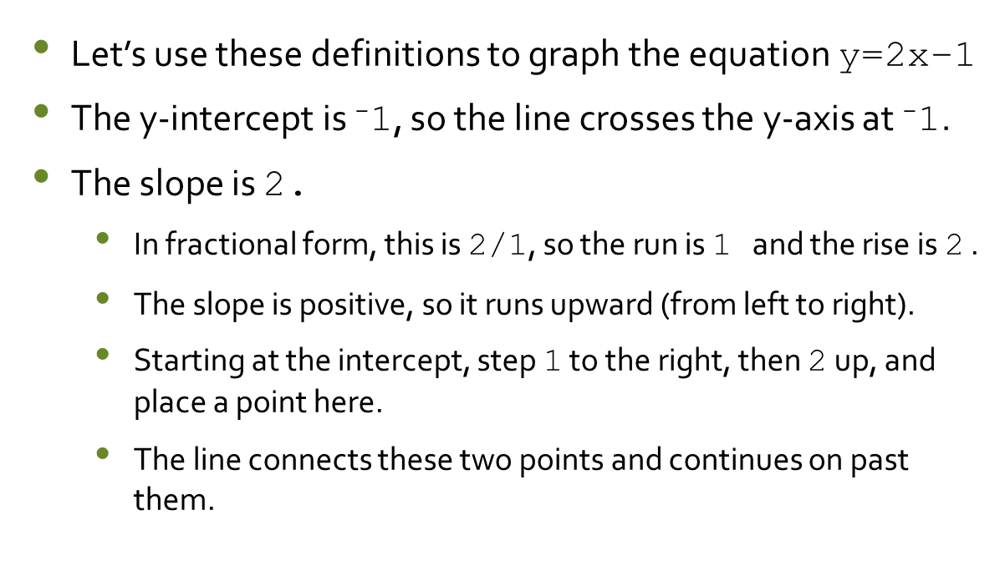 • Let’s use these definitions to graph the equation y=2x−1
• The y-intercept is ⁻1, so the line crosses the y-axis at ⁻1.
• The slope is 2 .
• In fractional form, this is 2/1, so the run is 1 and the rise is 2 .
• The slope is positive, so it runs upward (from left to right).
• Starting at the intercept, step 1 to the right, then 2 up, and
place a point here.
• The line connects these two points and continues on past
them.